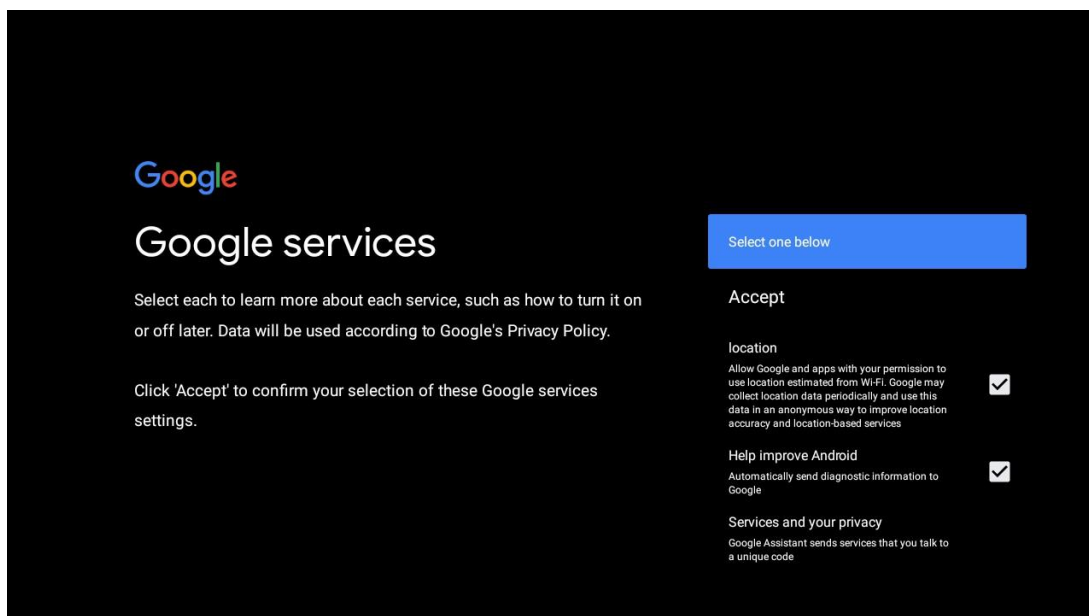 Google
Google services
Select each to learn more about each service, such as how to turn it on
or off later. Data will be used according to Google's Privacy Policy.
Click 'Accept' to confirm your selection of these Google services
settings.
Select one below
Accept
location
Allow Google and apps with your permission to
use location estimated from Wi-Fi. Google may
collect location data periodically and use this
data in an anonymous way to improve location
accuracy and location-based services
Help improve Android
Automatically send diagnostic information to
Google
Services and your privacy
Google Assistant sends services that you talk to
a unique code